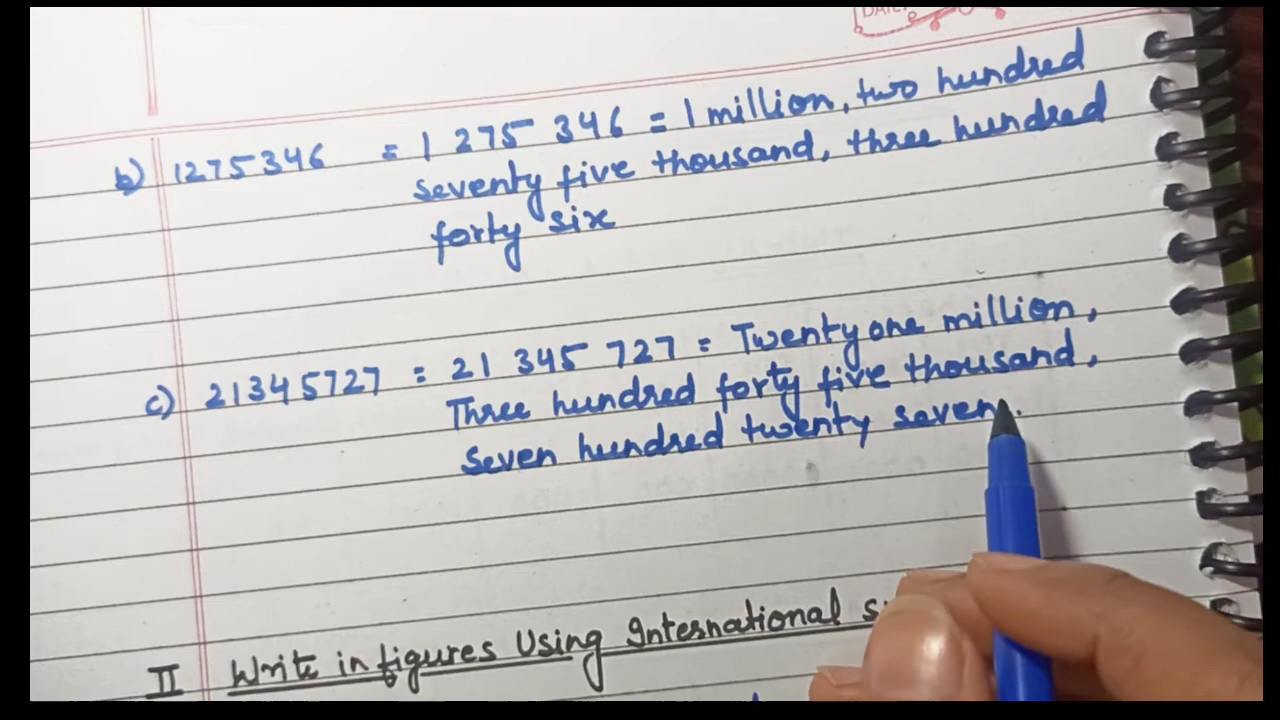 DAILY
b) 1275346 = 1 275 346 = 1 million, two hundred
seventy five thousand, three hundred
forty six
c) 21345727 = 21 345 727 = Twenty one million,
Three hundred forty five thousand,
Seven hundred twenty seven.
II Write in figures Using International